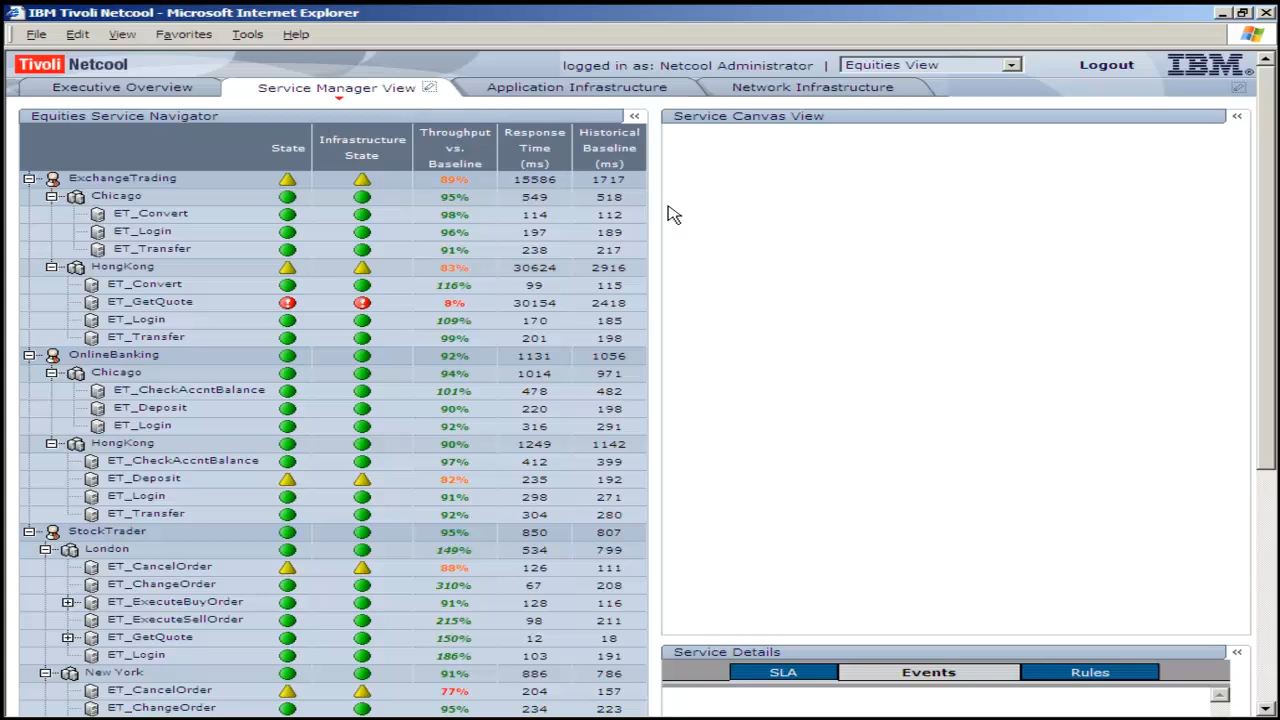 IBM Tivoli Netcool - Microsoft Internet Explorer
File Edit View Favorites Tools Help
Tivoli Netcool logged in as: Netcool Administrator | Equities View Logout IBM
Executive Overview Service Manager View Application Infrastructure Network Infrastructure
Equities Service Navigator
State Infrastructure State Throughput vs. Baseline Response Time (ms) Historical Baseline (ms)
ExchangeTrading 89% 15586 1717
Chicago 95% 549 518
ET_Convert 98% 114 112
ET_Login 96% 197 189
ET_Transfer 91% 238 217
HongKong 83% 30624 2916
ET_Convert 116% 99 115
ET_GetQuote 8% 30154 2418
ET_Login 109% 170 185
ET_Transfer 99% 201 198
OnlineBanking 92% 1131 1056
Chicago 94% 1014 971
ET_CheckAccntBalance 101% 478 482
ET_Deposit 90% 220 198
ET_Login 92% 316 291
HongKong 90% 1249 1142
ET_CheckAccntBalance 97% 412 399
ET_Deposit 82% 235 192
ET_Login 91% 298 271
ET_Transfer 92% 304 280
StockTrader 95% 850 807
London 149% 534 799
ET_CancelOrder 88% 126 111
ET_ChangeOrder 310% 67 208
ET_ExecuteBuyOrder 91% 128 116
ET_ExecuteSellOrder 215% 98 211
ET_GetQuote 150% 12 18
ET_Login 186% 103 191
New York 91% 886 786
ET_CancelOrder 77% 204 157
ET_ChangeOrder 95% 234 223
Service Canvas View
Service Details
SLA Events Rules